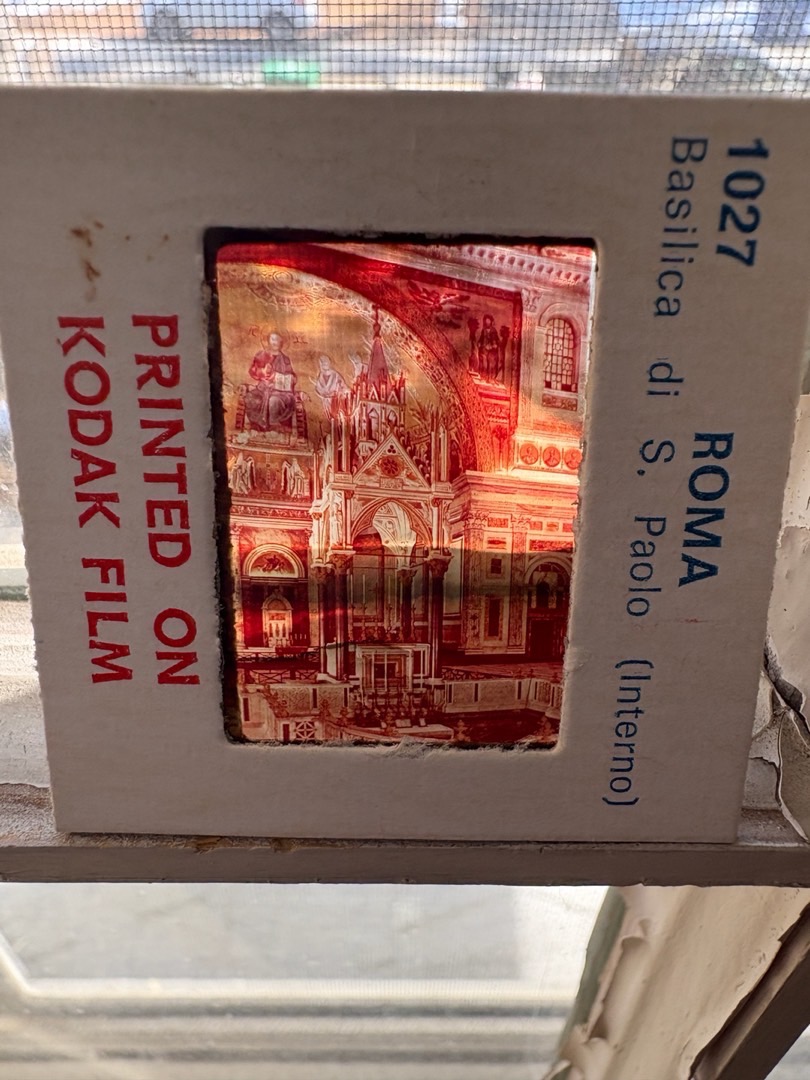 1027 ROMA
Basilica di S. Paolo (Interno)
PRINTED ON
KODAK FILM